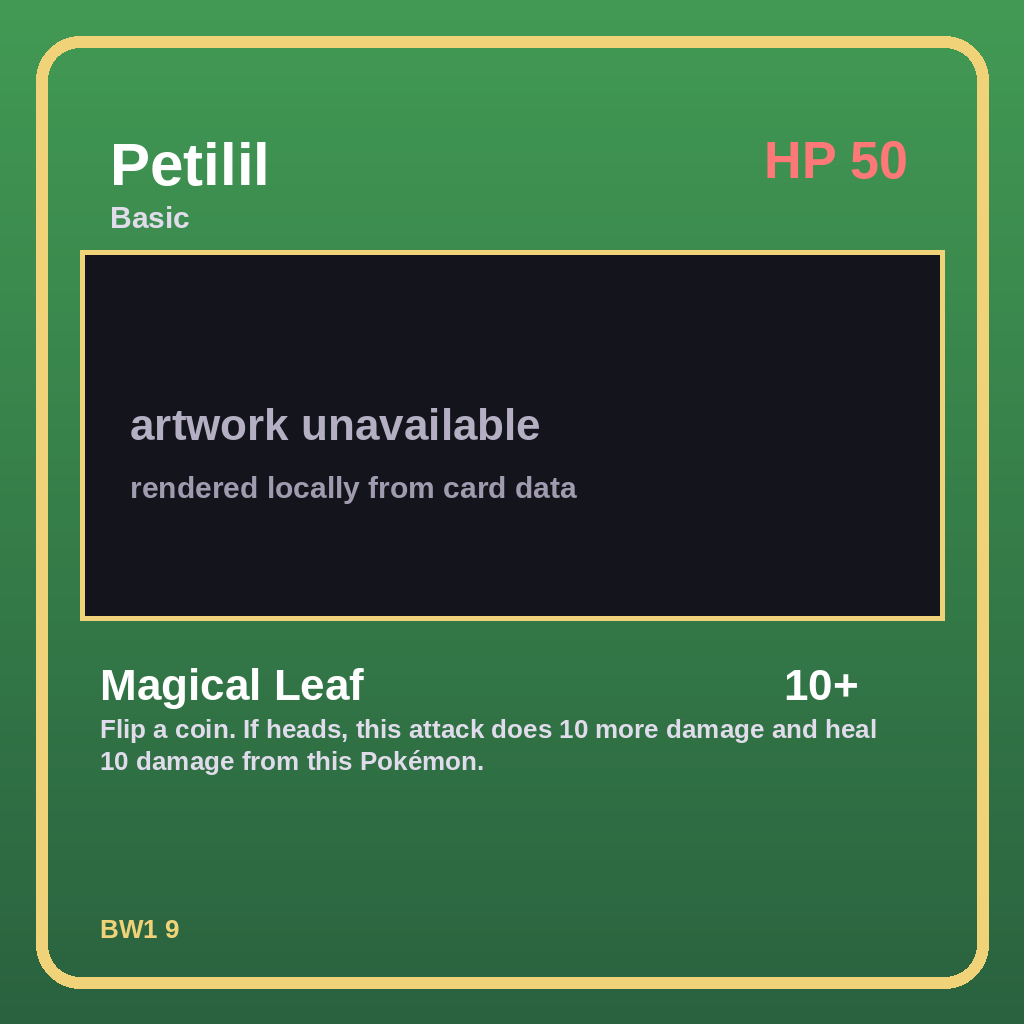 Petilil
HP 50
Basic
artwork unavailable
rendered locally from card data
Magical Leaf
10+
Flip a coin. If heads, this attack does 10 more damage and heal
10 damage from this Pokémon.
BW1 9